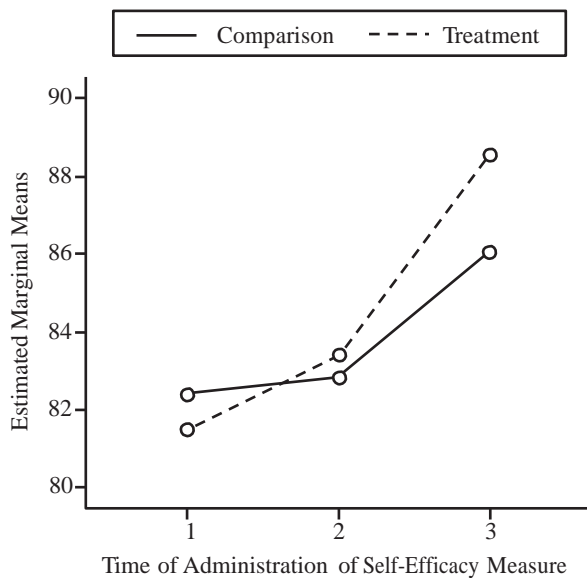 Comparison Treatment
90
88
86
84
82
80
Estimated Marginal Means
1 2 3
Time of Administration of Self-Efficacy Measure